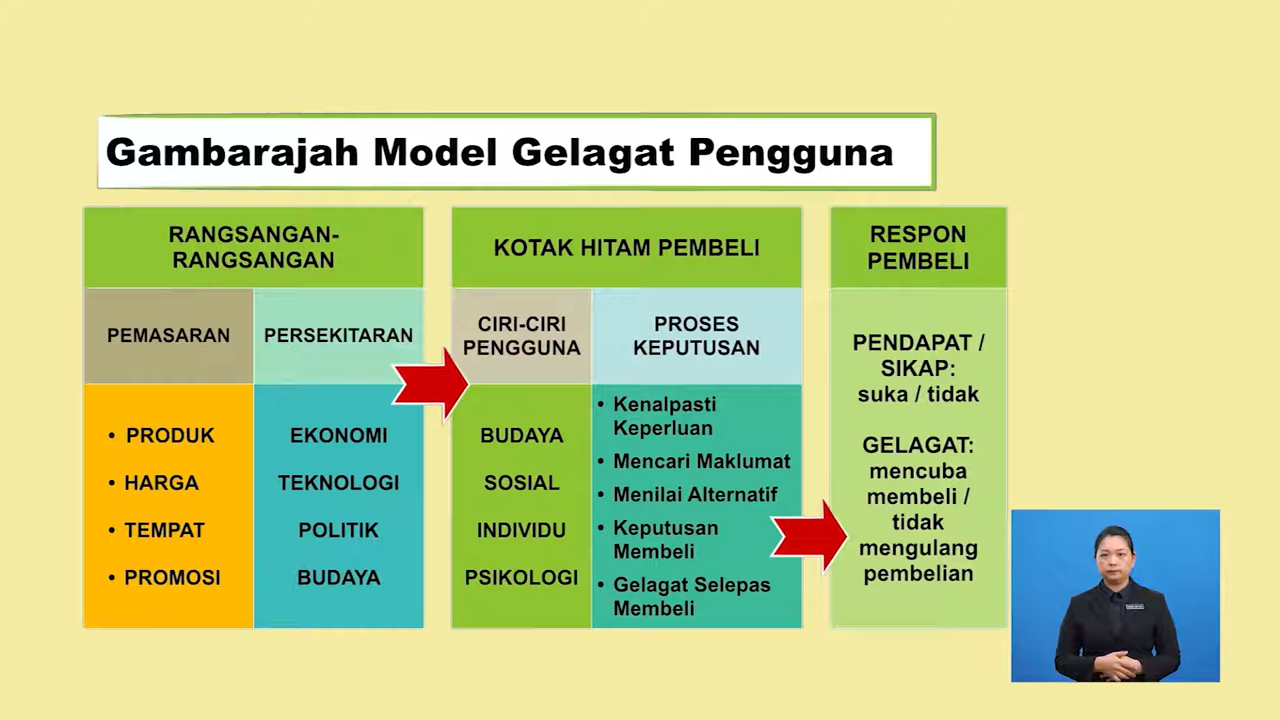 Gambarajah Model Gelagat Pengguna
RANGSANGAN-
RANGSANGAN
PEMASARAN
PERSEKITARAN
• PRODUK
• HARGA
• TEMPAT
• PROMOSI
EKONOMI
TEKNOLOGI
POLITIK
BUDAYA
KOTAK HITAM PEMBELI
CIRI-CIRI
PENGGUNA
PROSES
KEPUTUSAN
BUDAYA
SOSIAL
INDIVIDU
PSIKOLOGI
• Kenalpasti
Keperluan
• Mencari Maklumat
• Menilai Alternatif
• Keputusan
Membeli
• Gelagat Selepas
Membeli
RESPON
PEMBELI
PENDAPAT /
SIKAP:
suka / tidak
GELAGAT:
mencuba
membeli /
tidak
mengulang
pembelian